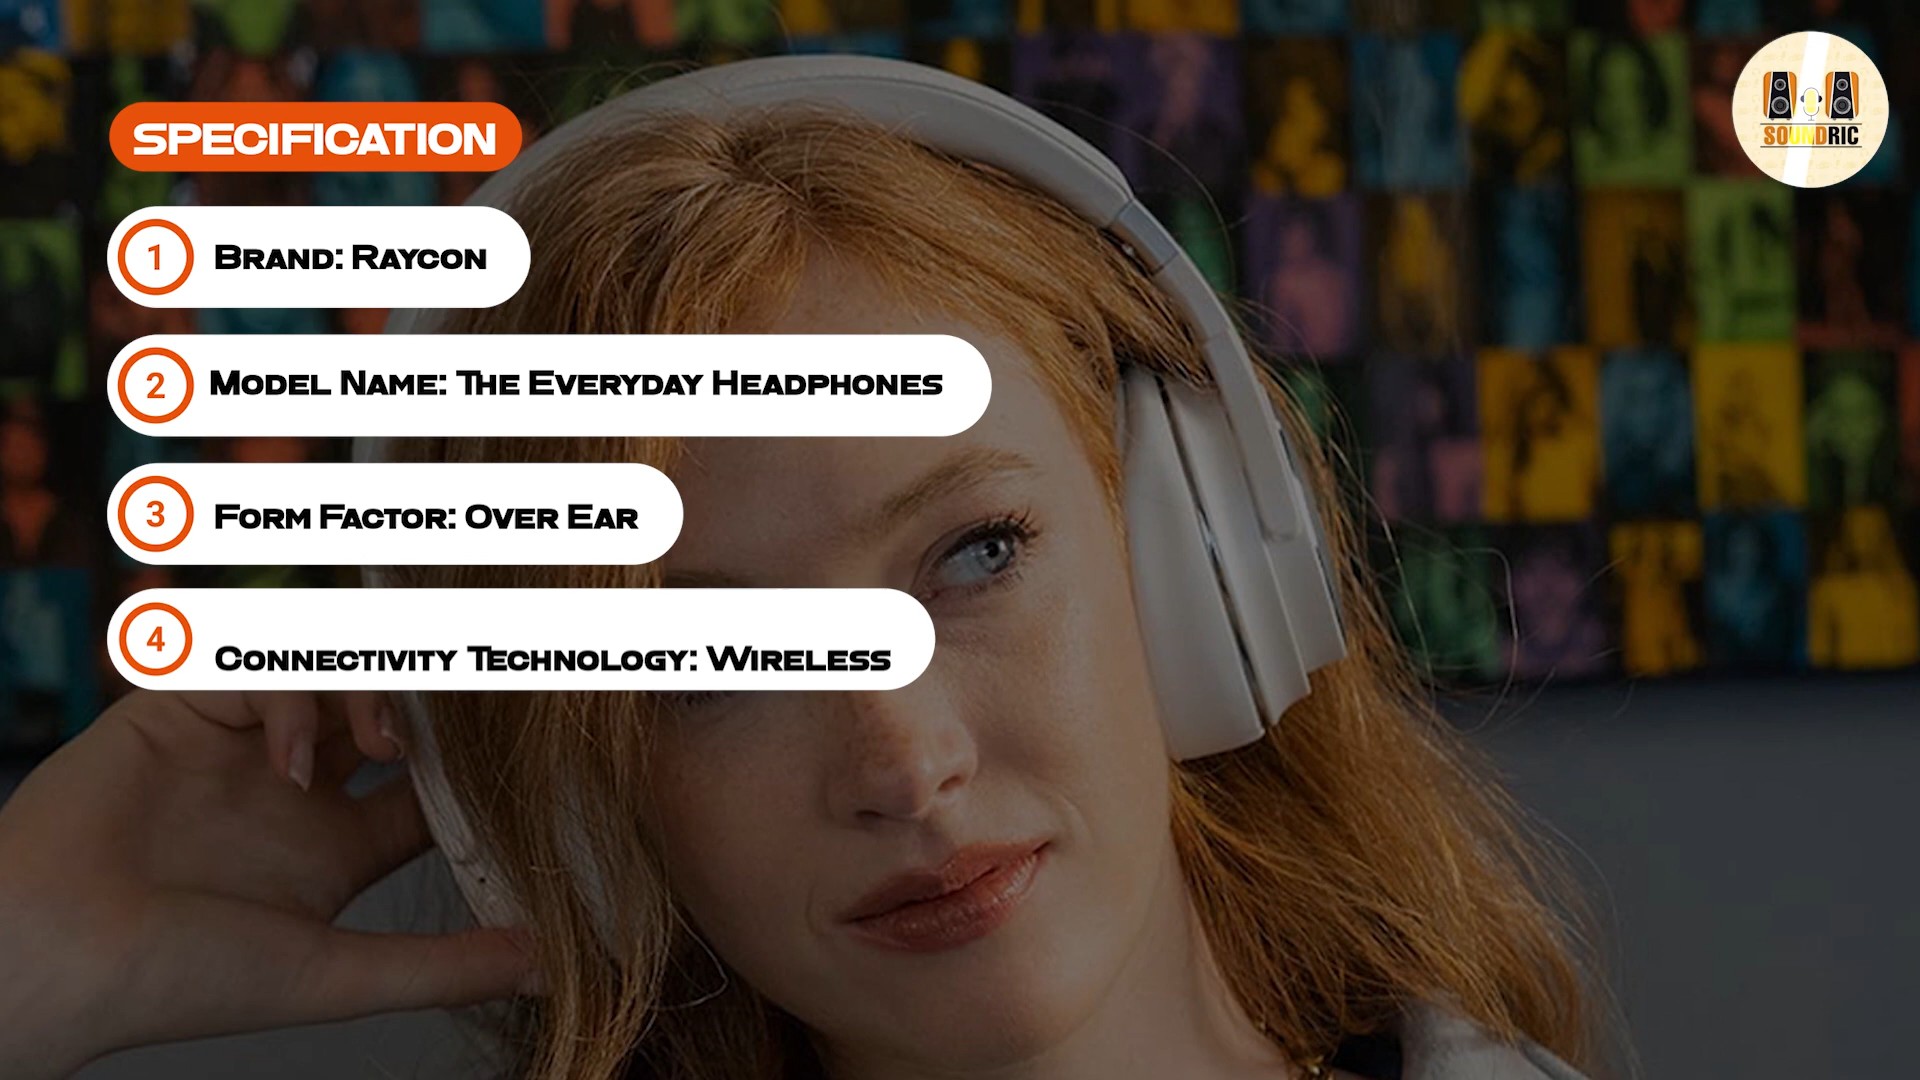 SPECIFICATION
1 Brand: Raycon
2 Model Name: The Everyday Headphones
3 Form Factor: Over Ear
4 Connectivity Technology: Wireless
SOUNDRIC